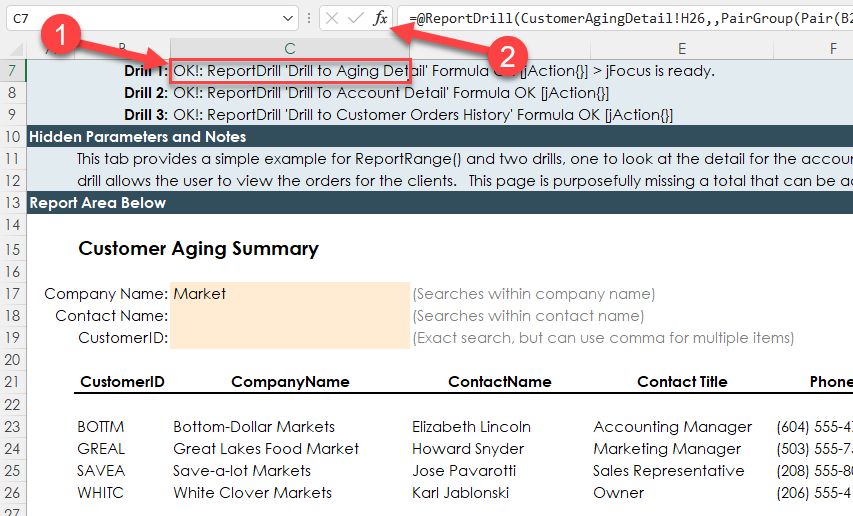 C7 fx =@ReportDrill(CustomerAgingDetail!H26,,PairGroup(Pair(B2
1 2
B C E F
7 Drill 1: OK!: ReportDrill 'Drill to Aging Detail' Formula OK [jAction{}] > jFocus is ready.
8 Drill 2: OK!: ReportDrill 'Drill To Account Detail' Formula OK [jAction{}]
9 Drill 3: OK!: ReportDrill 'Drill to Customer Orders History' Formula OK [jAction{}]
10 Hidden Parameters and Notes
11 This tab provides a simple example for ReportRange() and two drills, one to look at the detail for the accou
12 drill allows the user to view the orders for the clients. This page is purposefully missing a total that can be a
13 Report Area Below
14
15 Customer Aging Summary
16
17 Company Name: Market (Searches within company name)
18 Contact Name: (Searches within contact name)
19 CustomerID: (Exact search, but can use comma for multiple items)
20
21 CustomerID CompanyName ContactName Contact Title Phone
22
23 BOTTM Bottom-Dollar Markets Elizabeth Lincoln Accounting Manager (604) 555-4
24 GREAL Great Lakes Food Market Howard Snyder Marketing Manager (503) 555-7
25 SAVEA Save-a-lot Markets Jose Pavarotti Sales Representative (208) 555-8
26 WHITC White Clover Markets Karl Jablonski Owner (206) 555-4
27